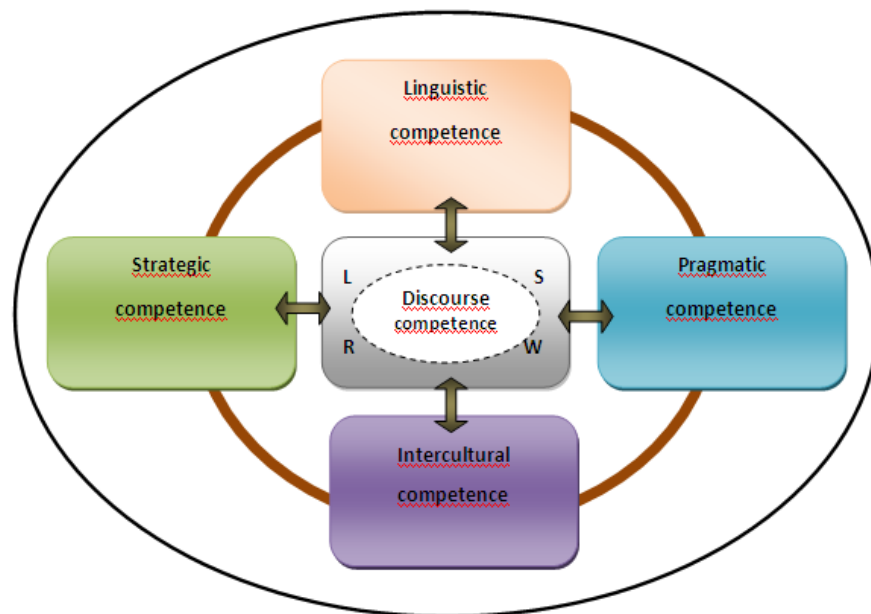 Linguistic
competence
Strategic
competence
L
S
Discourse
competence
R
W
Pragmatic
competence
Intercultural
competence